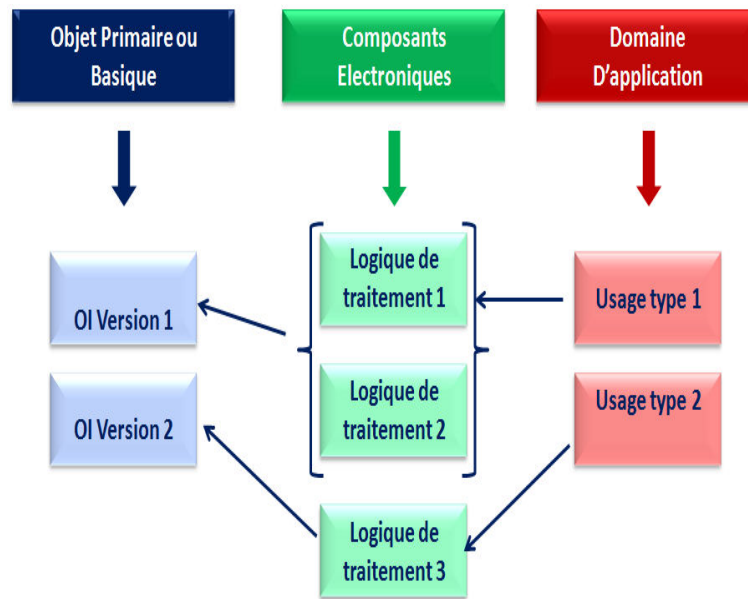 Objet Primaire ou
Basique
Composants
Electroniques
Domaine
D'application
OI Version 1
OI Version 2
Logique de
traitement 1
Logique de
traitement 2
Logique de
traitement 3
Usage type 1
Usage type 2